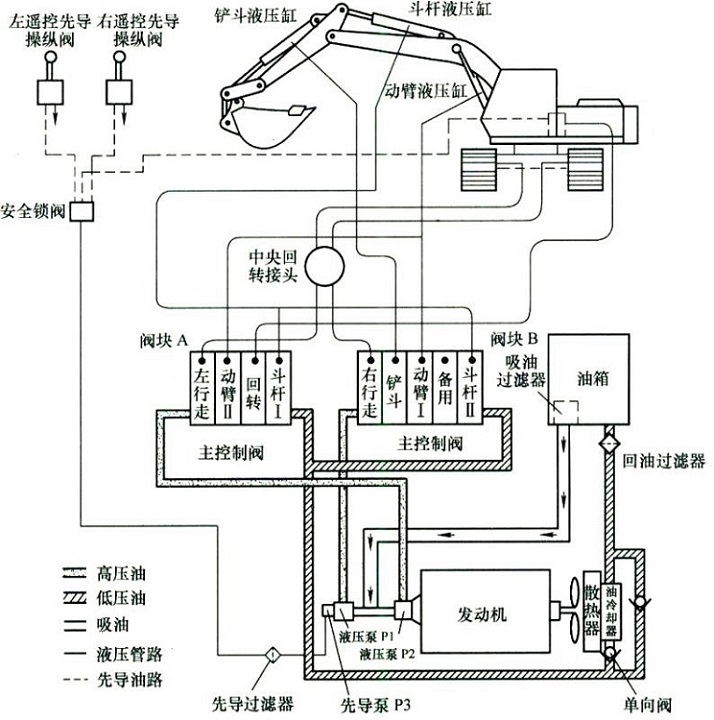 左遥控先导
操纵阀
右遥控先导
操纵阀
铲斗液压缸
斗杆液压缸
动臂液压缸
安全锁阀
中央回
转接头
阀块 A
阀块 B
左行走
动臂Ⅱ
回转
斗杆Ⅰ
主控制阀
右行走
铲斗
动臂Ⅰ
备用
斗杆Ⅱ
主控制阀
吸油
过滤器
油箱
回油过滤器
高压油
低压油
吸油
液压管路
先导油路
液压泵 P1
液压泵 P2
发动机
散热器
油冷却器
先导过滤器
先导泵 P3
单向阀